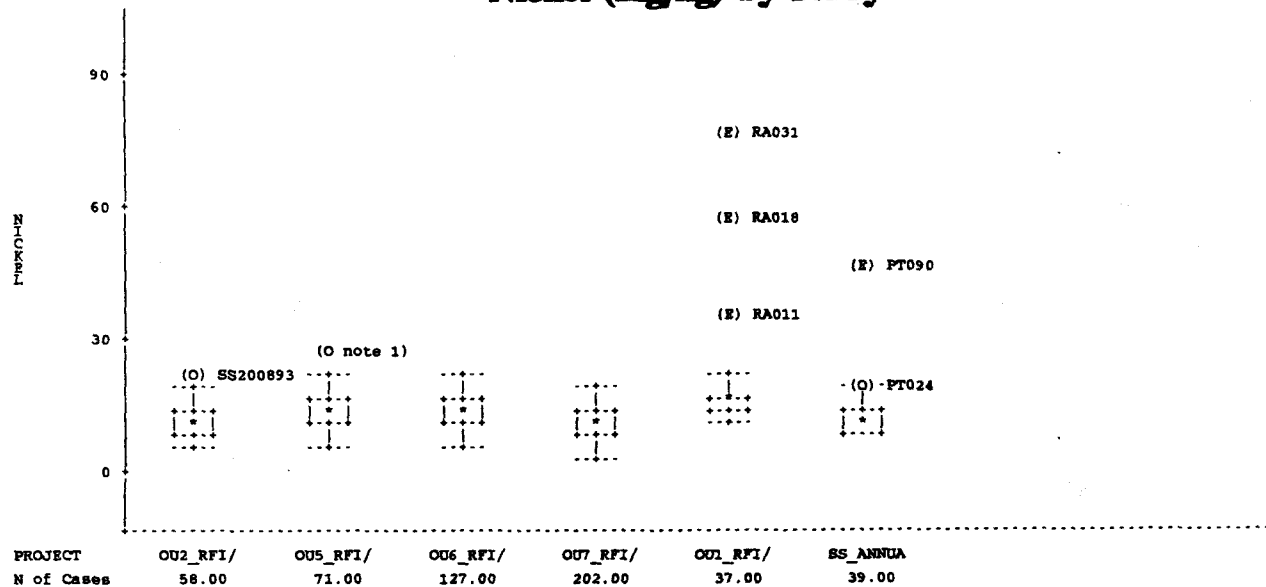 90
(E) RA031
60
(E) RA018
NICKEL
(E) PT090
(E) RA011
30
(O note 1)
(O) SS200893
(O) PT024
0
PROJECT OU2_RFI/ OU5_RFI/ OU6_RFI/ OU7_RFI/ OU1_RFI/ SS_ANNUA
N of Cases 58.00 71.00 127.00 202.00 37.00 39.00